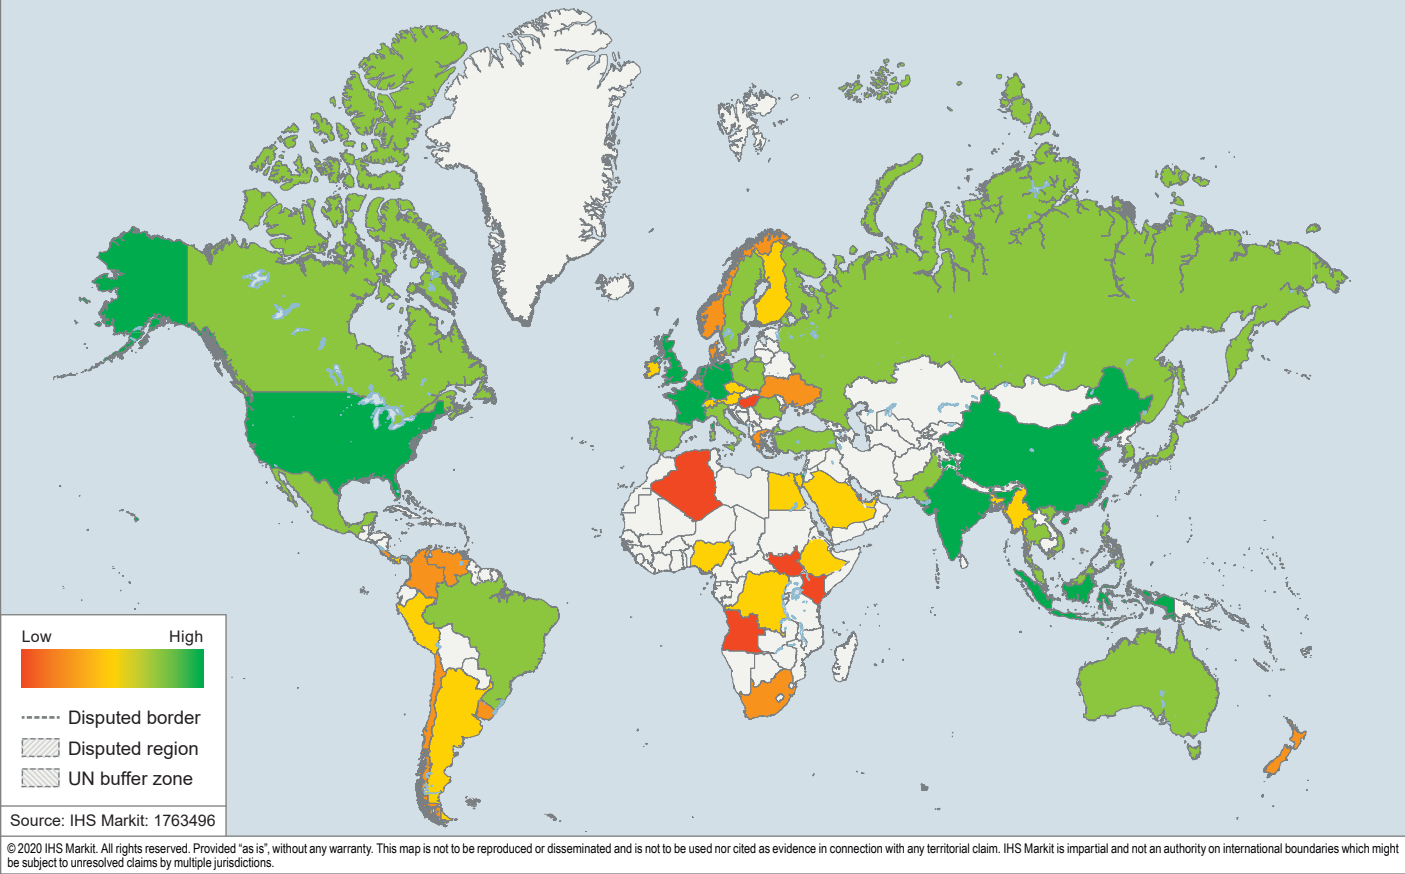 Low High
Disputed border
Disputed region
UN buffer zone
Source: IHS Markit: 1763496
© 2020 IHS Markit. All rights reserved. Provided “as is”, without any warranty. This map is not to be reproduced or disseminated and is not to be used nor cited as evidence in connection with any territorial claim. IHS Markit is impartial and not an authority on international boundaries which might
be subject to unresolved claims by multiple jurisdictions.